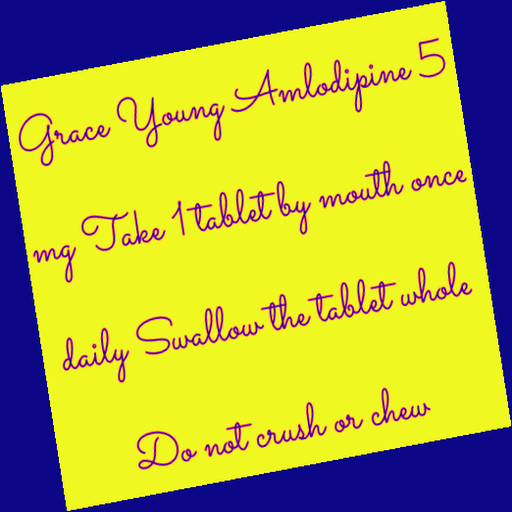 Grace Young Amlodipine 5
mg Take 1 tablet by mouth once
daily Swallow the tablet whole
Do not crush or chew